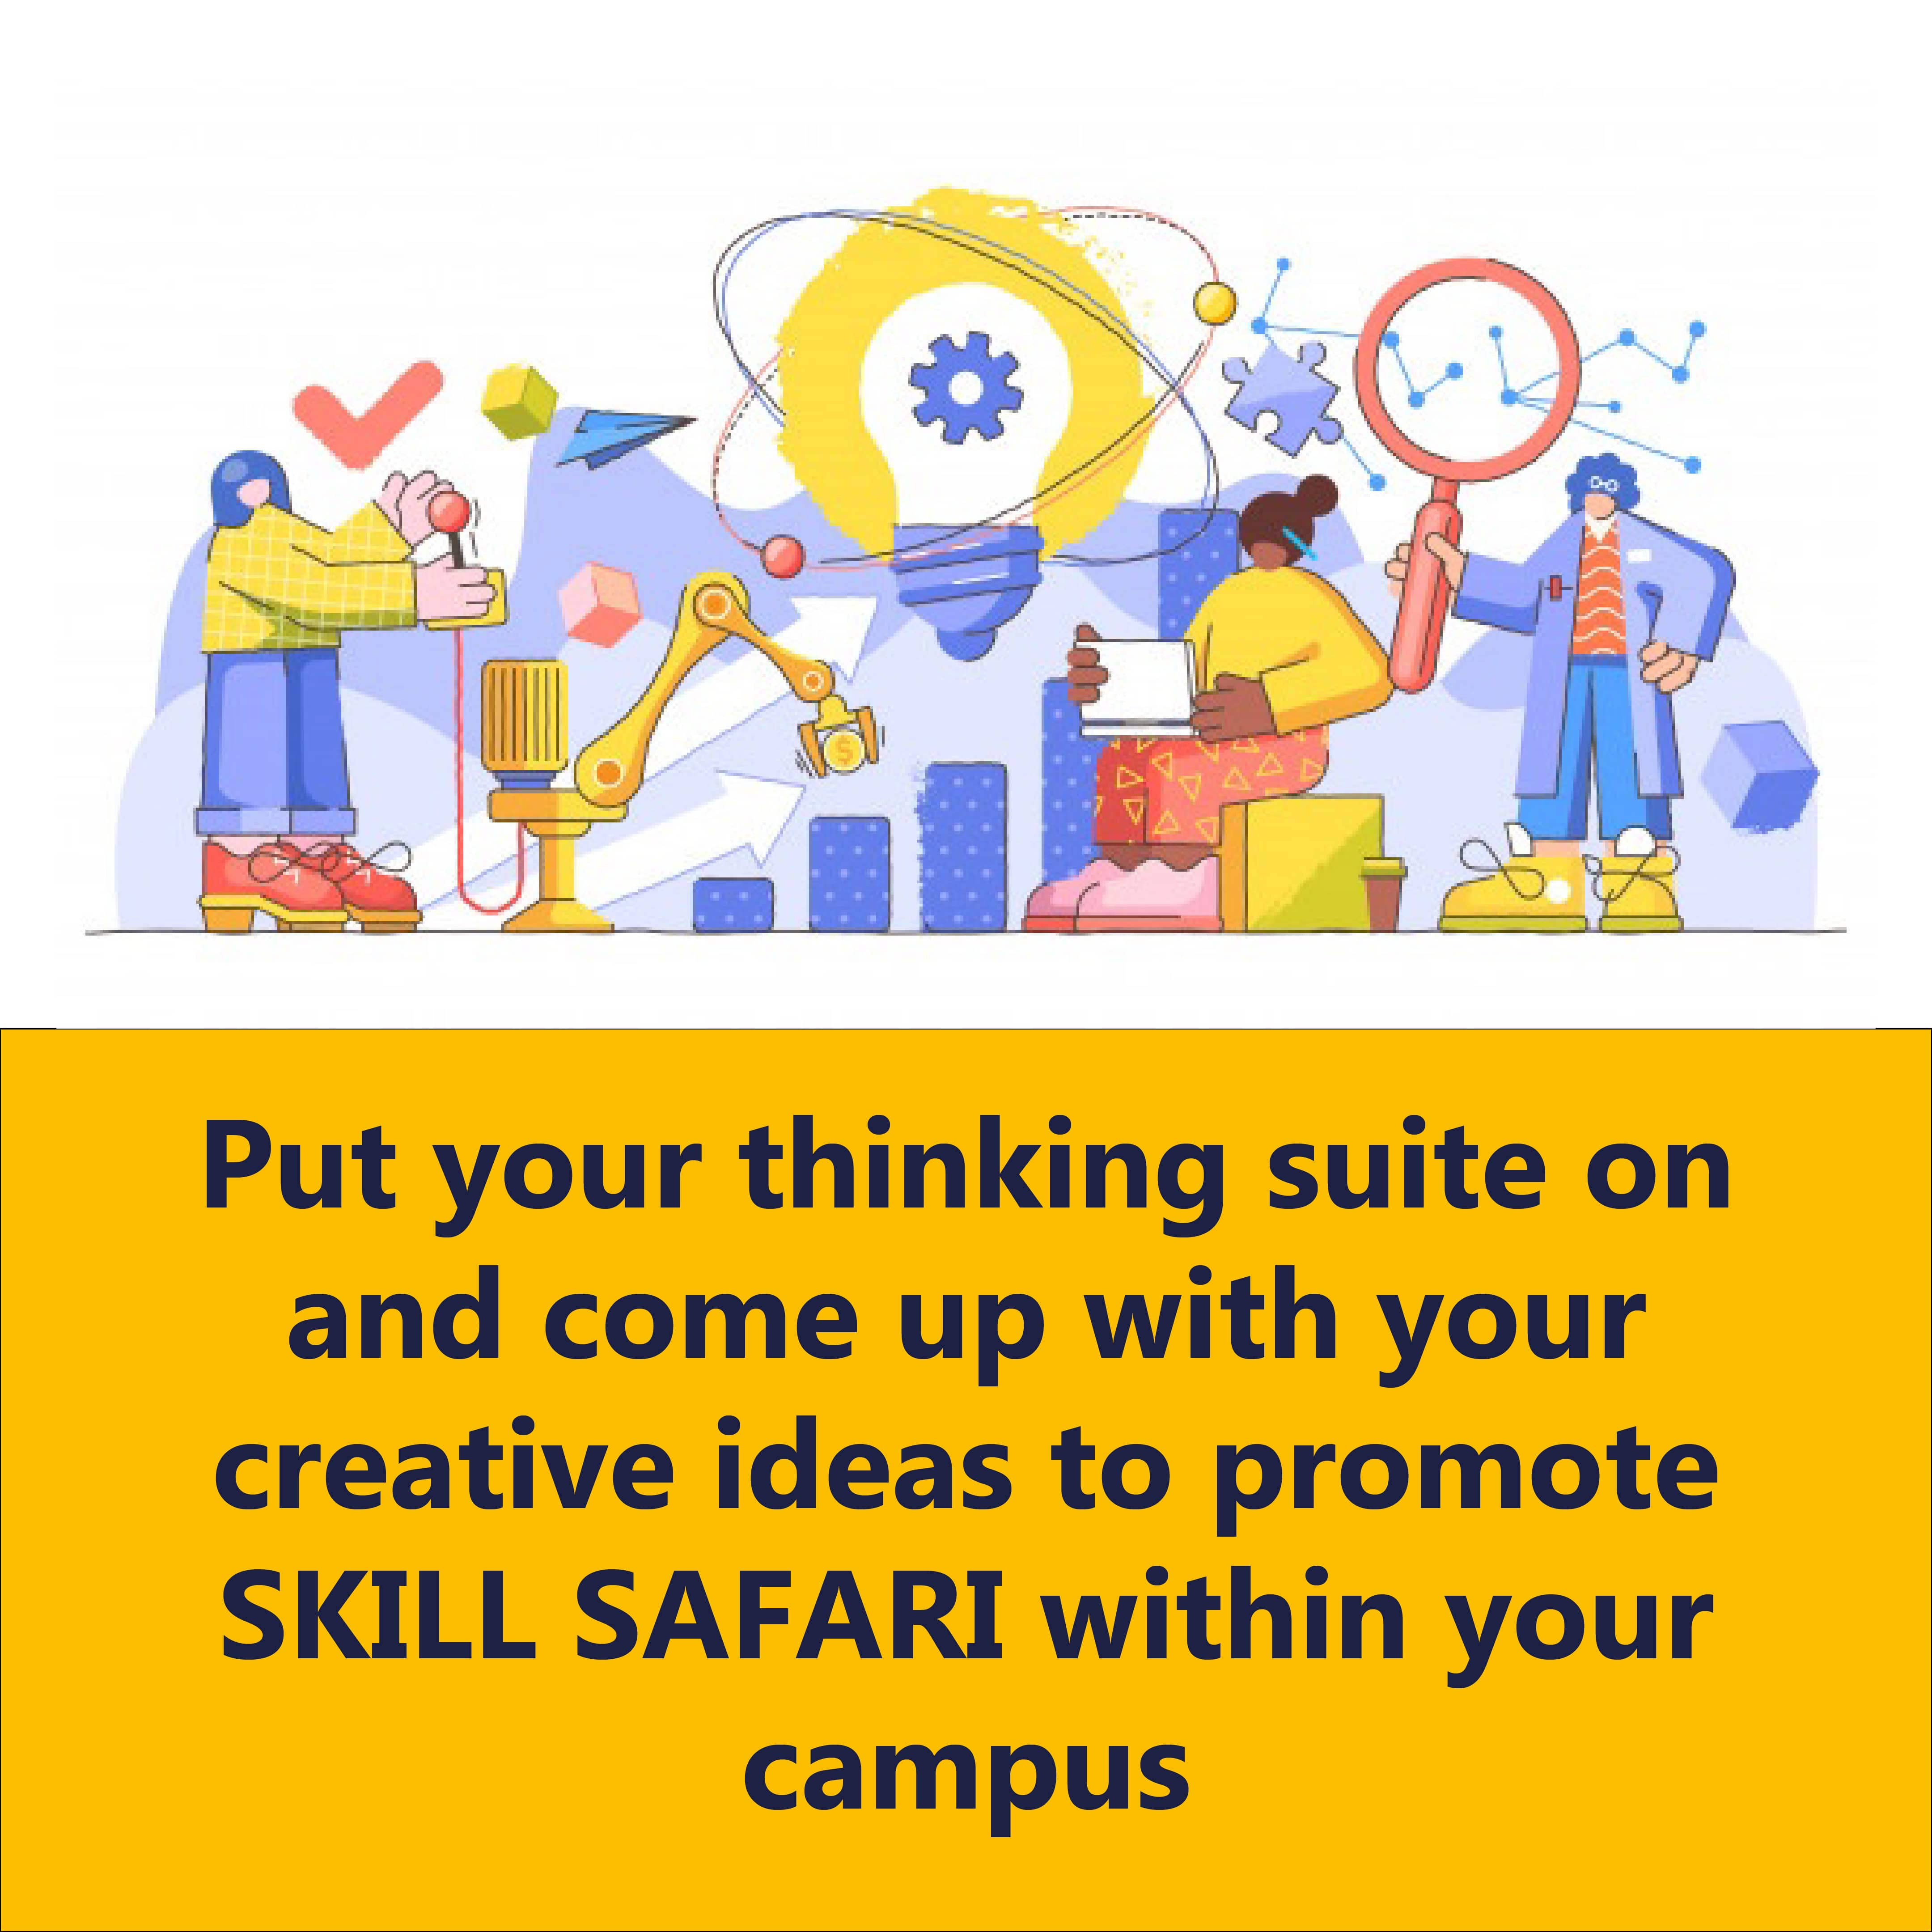 Put your thinking suite on
and come up with your
creative ideas to promote
SKILL SAFARI within your
campus